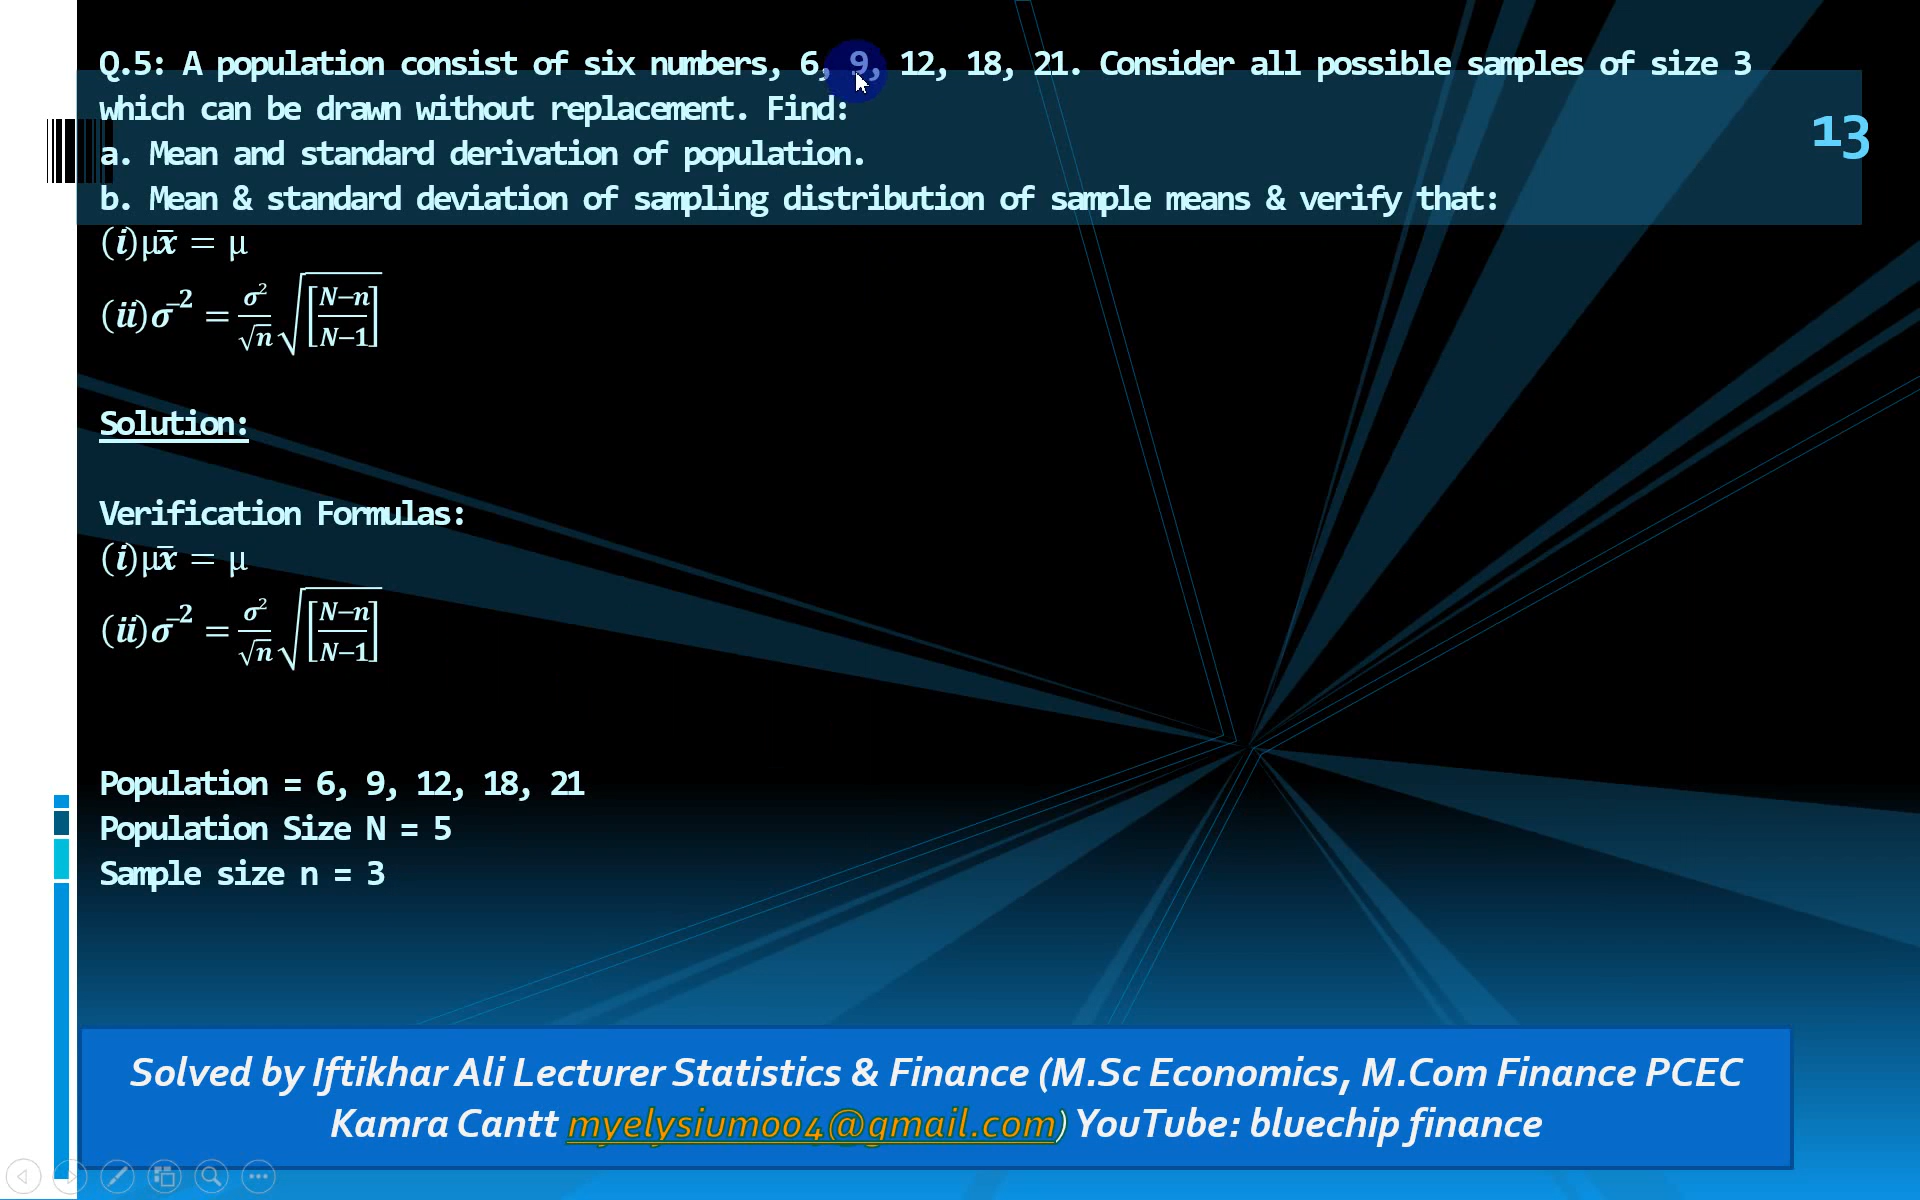 Q.5: A population consist of six numbers, 6, 9, 12, 18, 21. Consider all possible samples of size 3
which can be drawn without replacement. Find:
13
a. Mean and standard derivation of population.
b. Mean & standard deviation of sampling distribution of sample means & verify that:
(i)μx̄ = μ
(ii)σ⁻² = σ²/√n √[N−n/N−1]
Solution:
Verification Formulas:
(i)μx̄ = μ
(ii)σ⁻² = σ²/√n √[N−n/N−1]
Population = 6, 9, 12, 18, 21
Population Size N = 5
Sample size n = 3
Solved by Iftikhar Ali Lecturer Statistics & Finance (M.Sc Economics, M.Com Finance PCEC
Kamra Cantt myelysium004@gmail.com) YouTube: bluechip finance